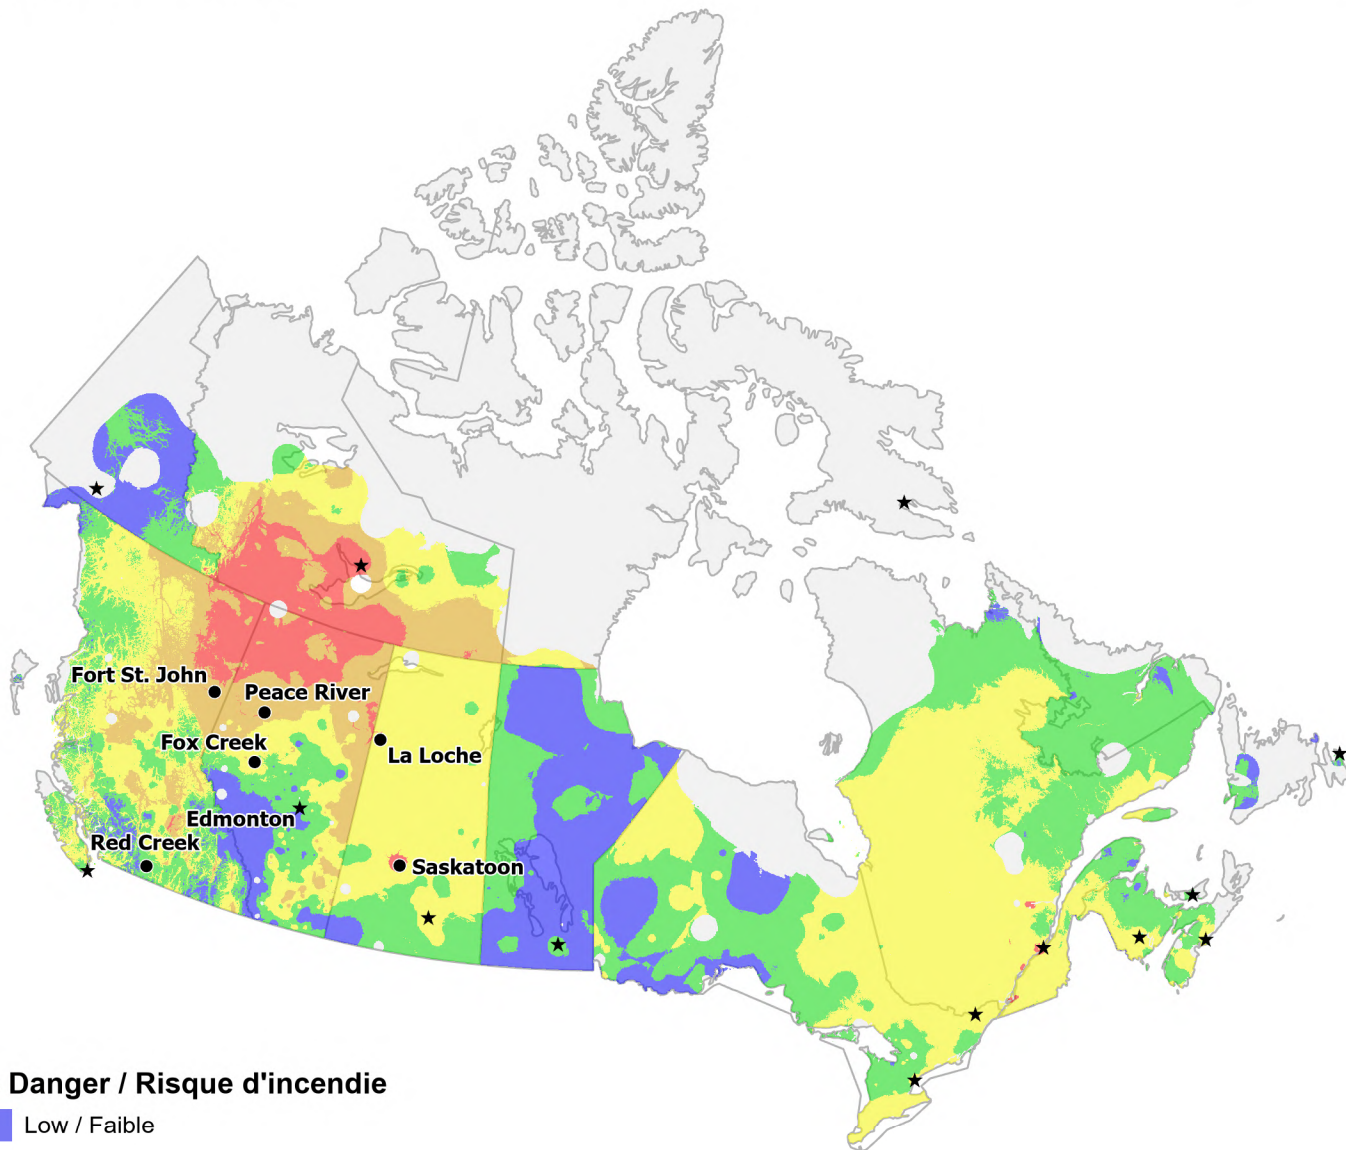 Fort St. John
Peace River
Fox Creek
La Loche
Edmonton
Red Creek
Saskatoon
Danger / Risque d'incendie
Low / Faible